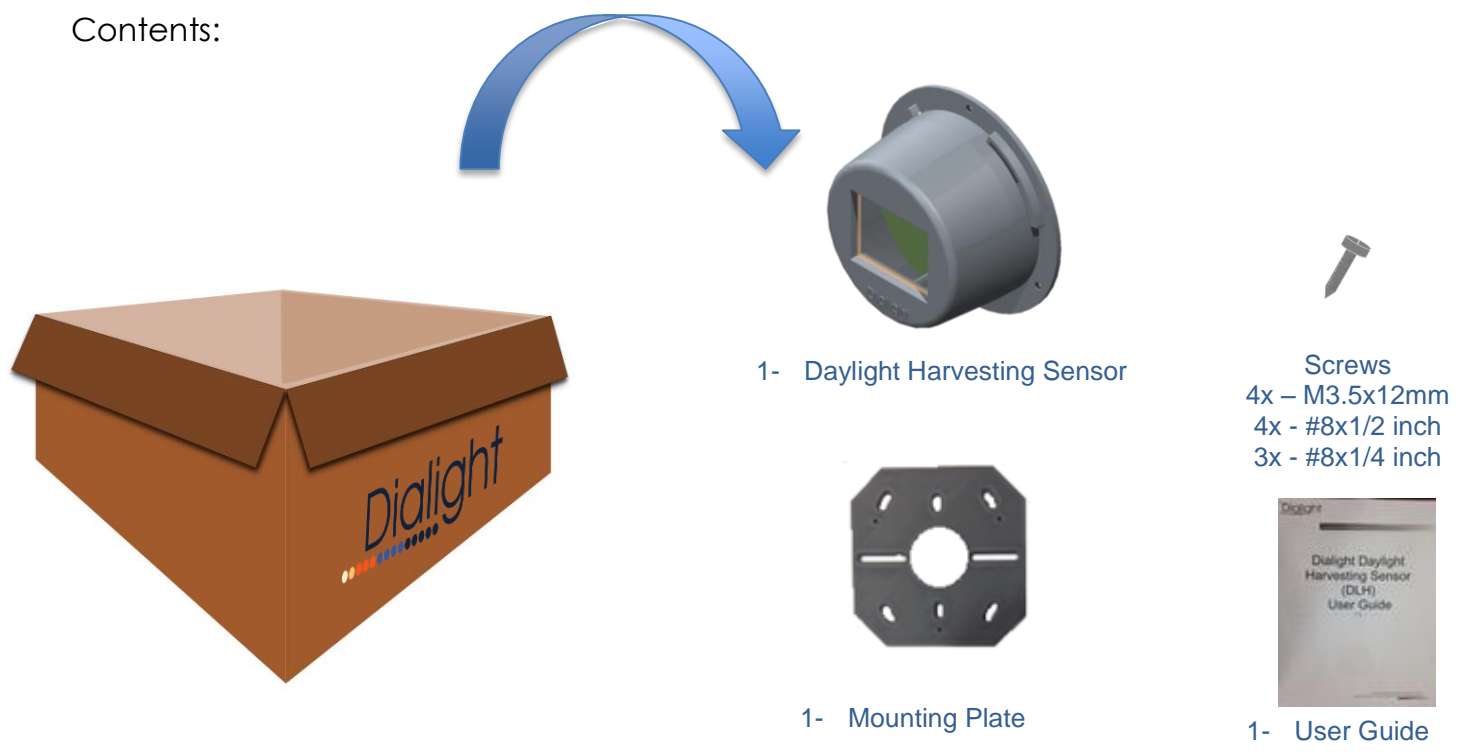 Contents:
1- Daylight Harvesting Sensor
Screws
4x – M3.5x12mm
4x - #8x1/2 inch
3x - #8x1/4 inch
Dialight
Dialight
Dialight Daylight
Harvesting Sensor
(DLH)
User Guide
1- Mounting Plate
1- User Guide